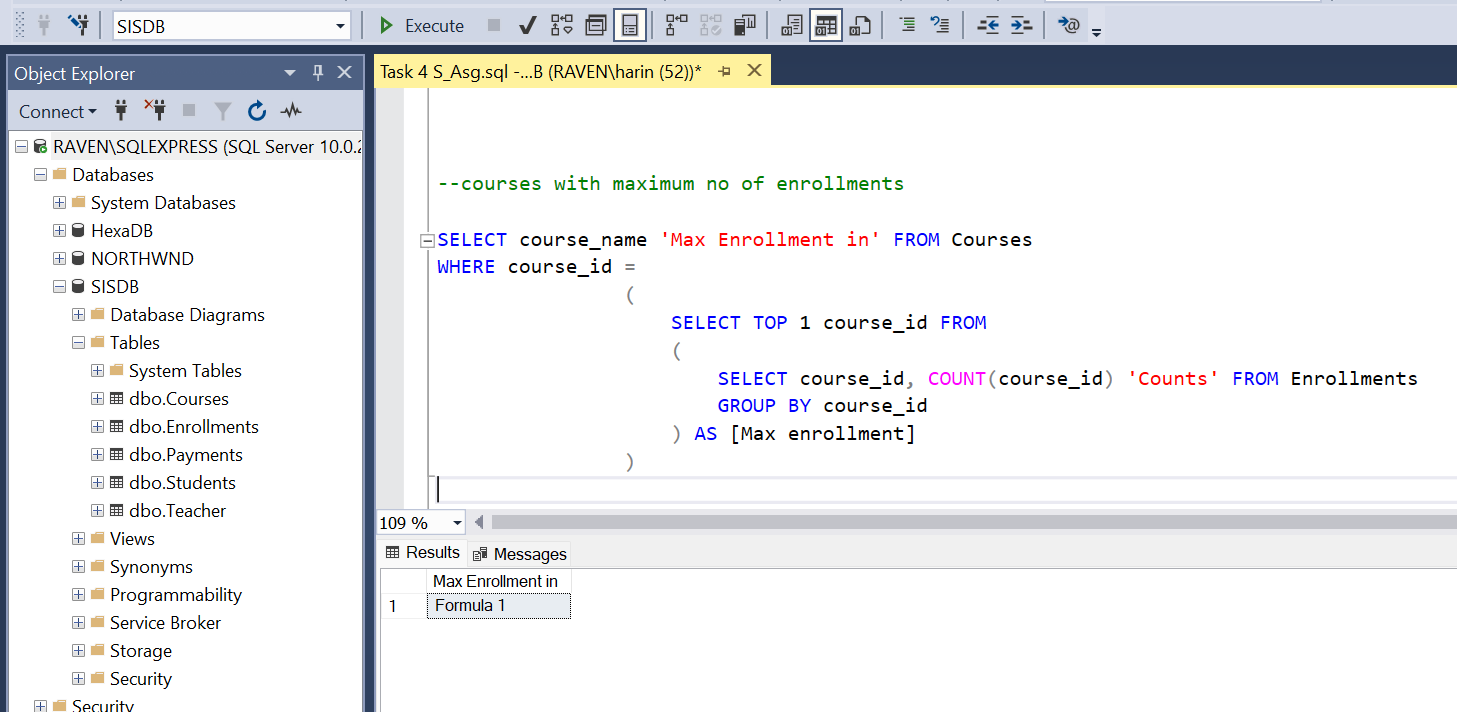 SISDB
Execute
Object Explorer
Connect
RAVEN\SQLEXPRESS (SQL Server 10.0.2
Databases
System Databases
HexaDB
NORTHWND
SISDB
Database Diagrams
Tables
System Tables
dbo.Courses
dbo.Enrollments
dbo.Payments
dbo.Students
dbo.Teacher
Views
Synonyms
Programmability
Service Broker
Storage
Security
Security
Task 4 S_Asg.sql -...B (RAVEN\harin (52))*
--courses with maximum no of enrollments
SELECT course_name 'Max Enrollment in' FROM Courses
WHERE course_id =
(
SELECT TOP 1 course_id FROM
(
SELECT course_id, COUNT(course_id) 'Counts' FROM Enrollments
GROUP BY course_id
) AS [Max enrollment]
)
109 %
Results Messages
Max Enrollment in
1 Formula 1